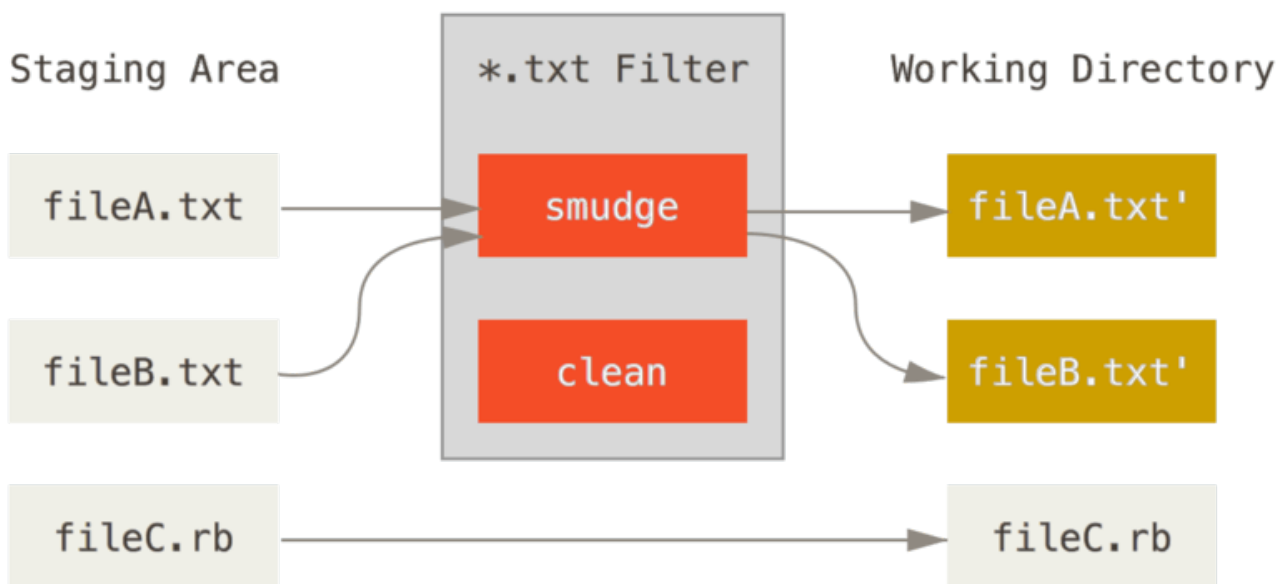 Staging Area
*.txt Filter
Working Directory
fileA.txt
smudge
fileA.txt'
fileB.txt
clean
fileB.txt'
fileC.rb
fileC.rb